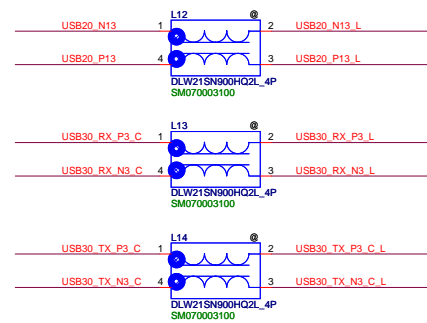 L12 @
USB20_N13 1 2 USB20_N13_L
USB20_P13 4 3 USB20_P13_L
DLW21SN900HQ2L_4P
SM070003100
L13 @
USB30_RX_P3_C 1 2 USB30_RX_P3_L
USB30_RX_N3_C 4 3 USB30_RX_N3_L
DLW21SN900HQ2L_4P
SM070003100
L14 @
USB30_TX_P3_C 1 2 USB30_TX_P3_C_L
USB30_TX_N3_C 4 3 USB30_TX_N3_C_L
DLW21SN900HQ2L_4P
SM070003100